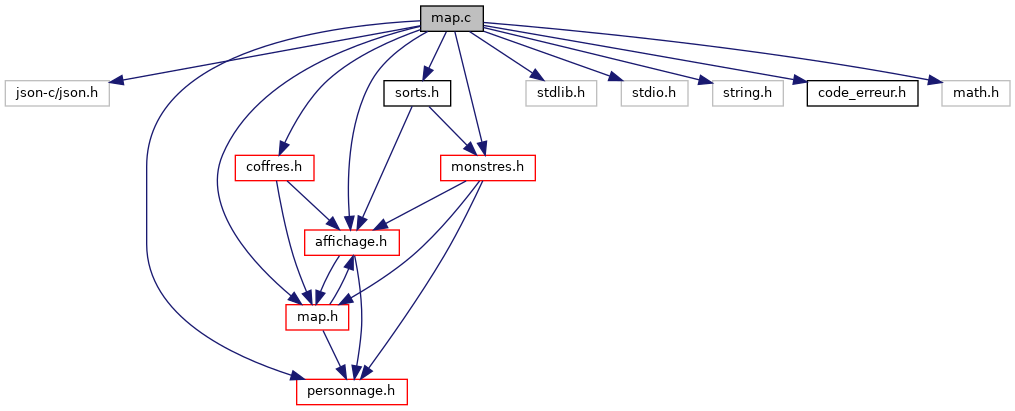 map.c
json-c/json.h
sorts.h
stdlib.h
stdio.h
string.h
code_erreur.h
math.h
coffres.h
monstres.h
affichage.h
map.h
personnage.h